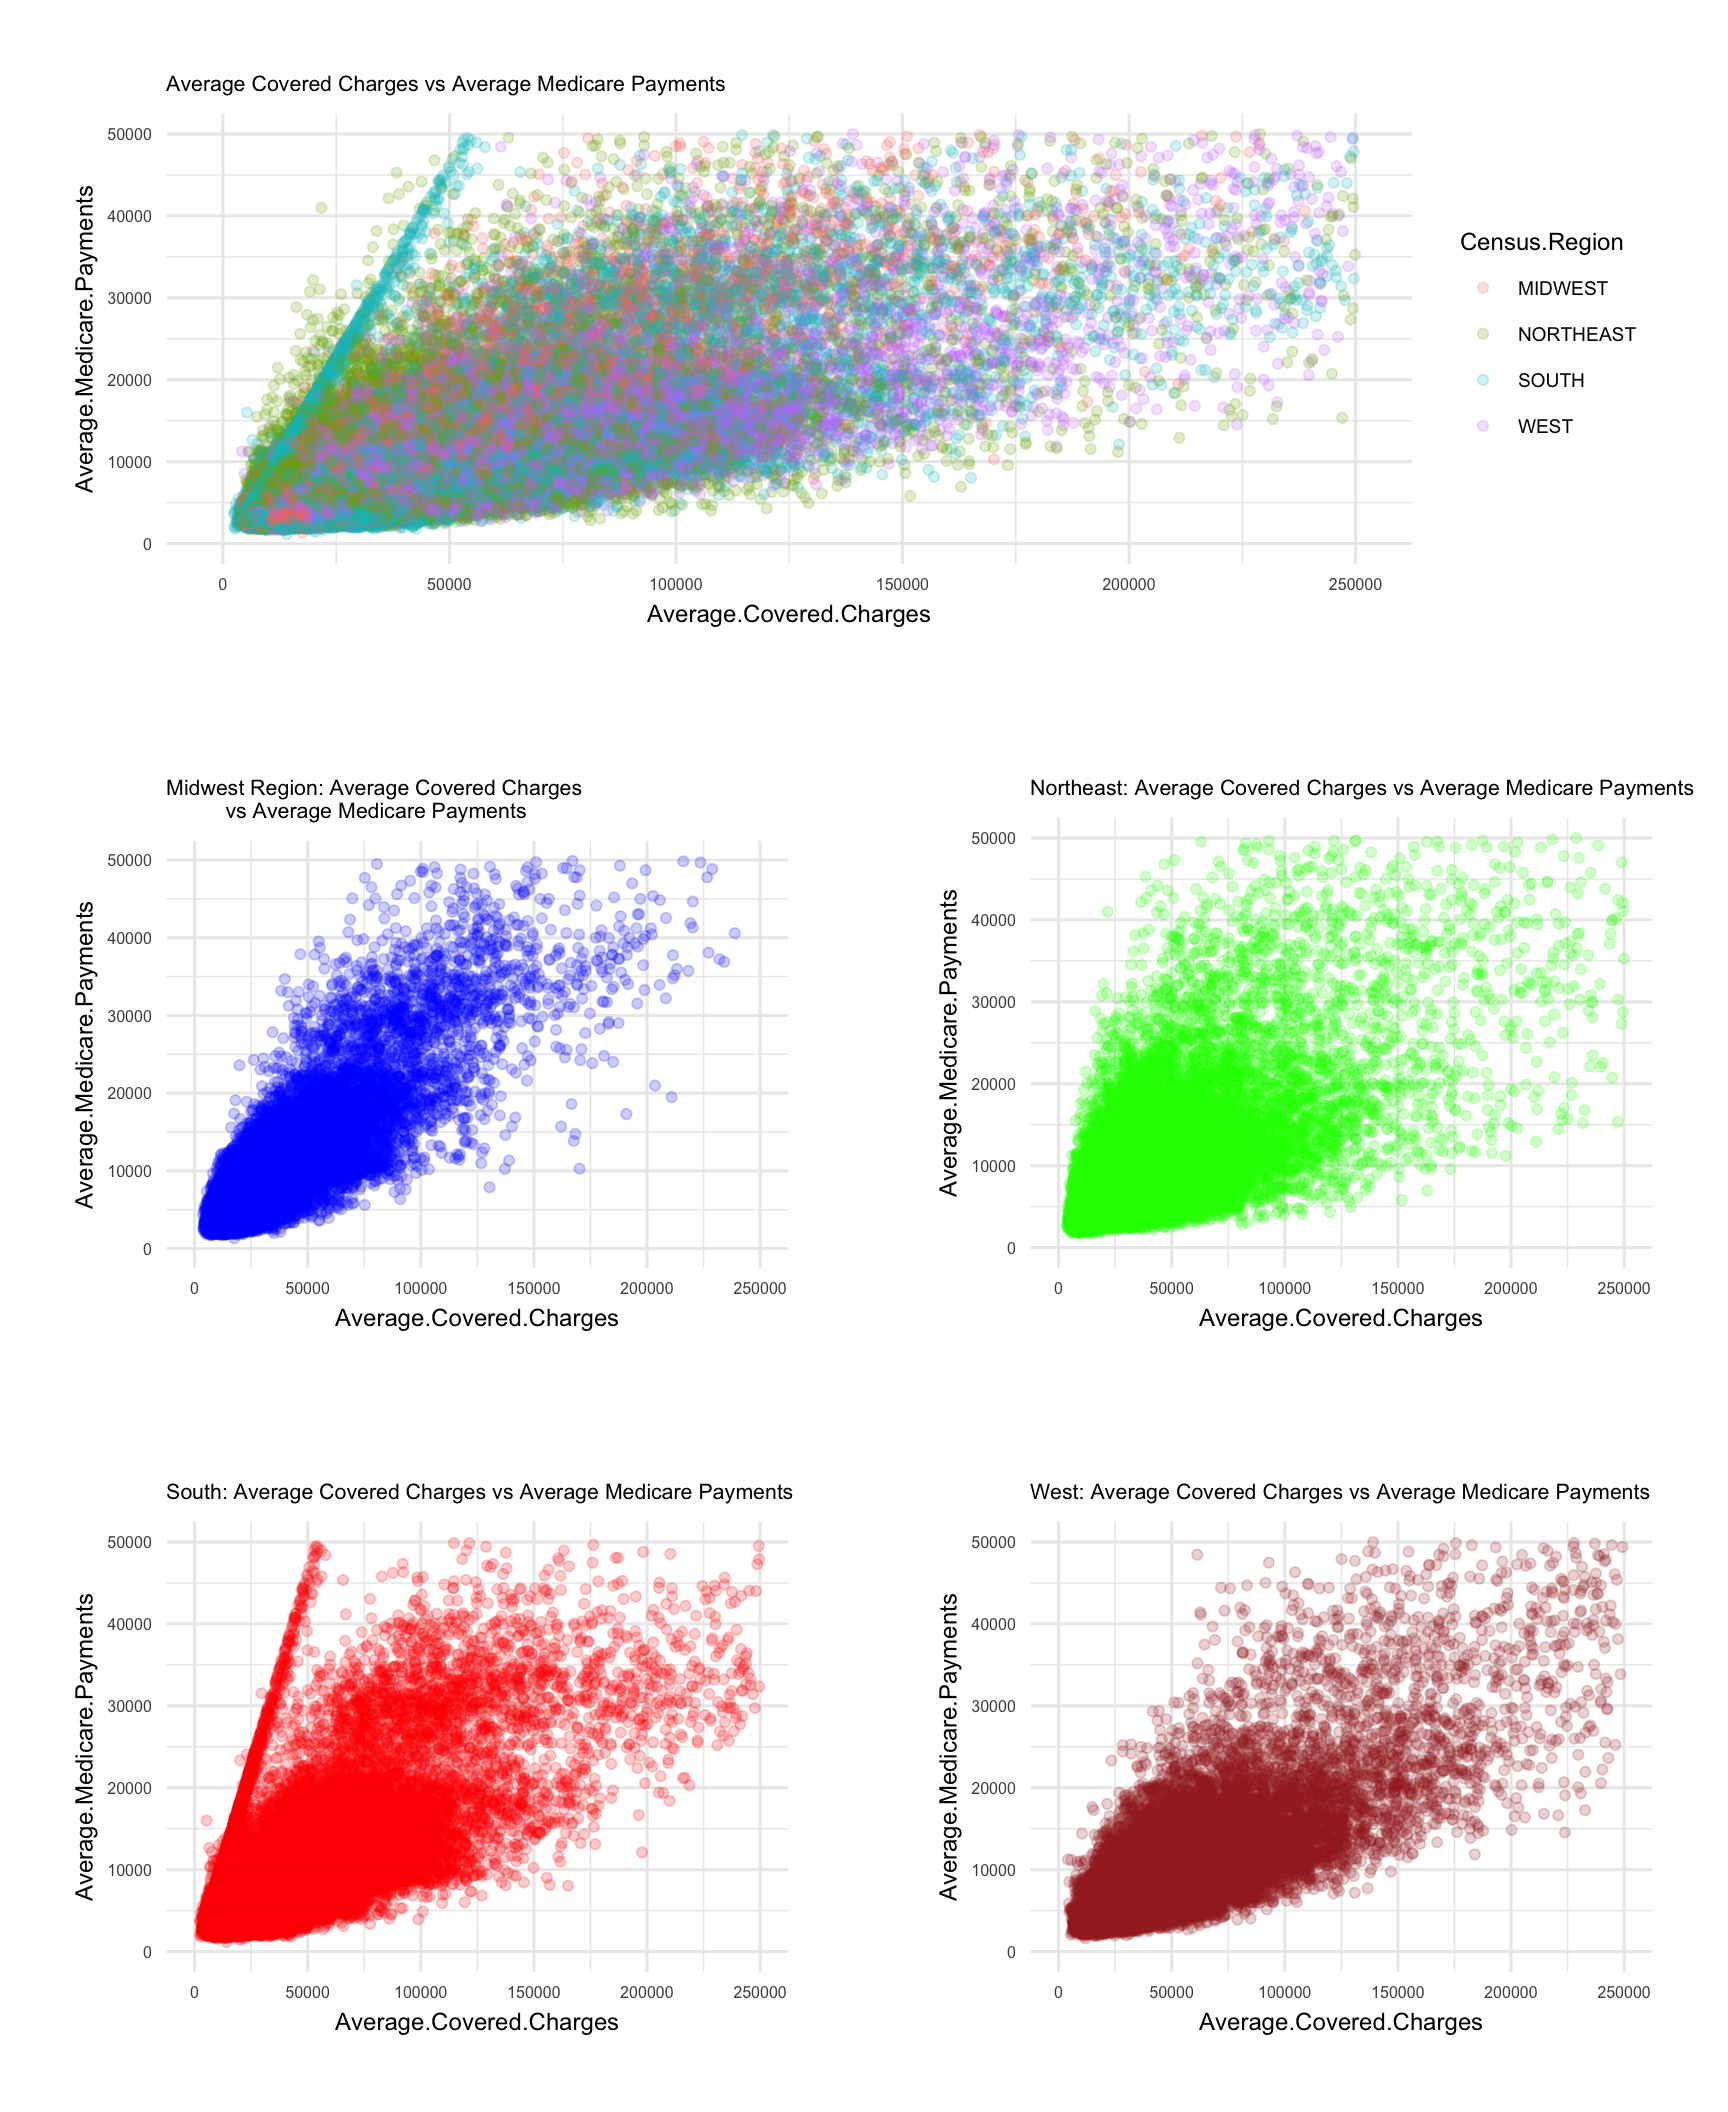 Average Covered Charges vs Average Medicare Payments
Average.Medicare.Payments
50000
40000
30000
20000
10000
0
0 50000 100000 150000 200000 250000
Average.Covered.Charges
Census.Region
MIDWEST
NORTHEAST
SOUTH
WEST
Midwest Region: Average Covered Charges
vs Average Medicare Payments
Average.Medicare.Payments
50000
40000
30000
20000
10000
0
0 50000 100000 150000 200000 250000
Average.Covered.Charges
Northeast: Average Covered Charges vs Average Medicare Payments
Average.Medicare.Payments
50000
40000
30000
20000
10000
0
0 50000 100000 150000 200000 250000
Average.Covered.Charges
South: Average Covered Charges vs Average Medicare Payments
Average.Medicare.Payments
50000
40000
30000
20000
10000
0
0 50000 100000 150000 200000 250000
Average.Covered.Charges
West: Average Covered Charges vs Average Medicare Payments
Average.Medicare.Payments
50000
40000
30000
20000
10000
0
0 50000 100000 150000 200000 250000
Average.Covered.Charges